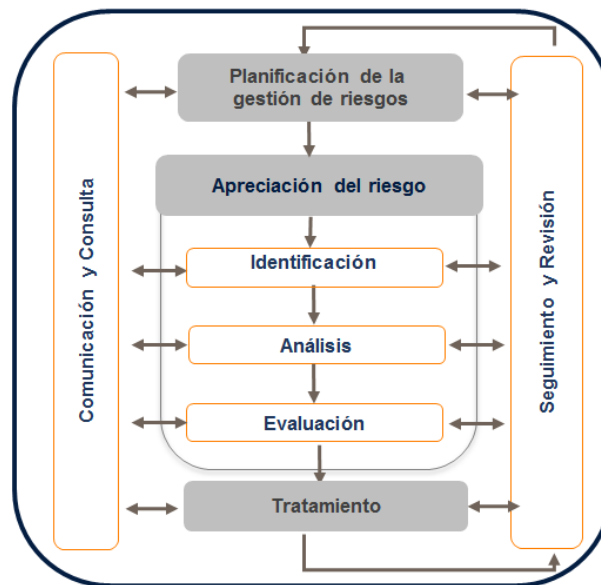 Planificación de la
gestión de riesgos
Apreciación del riesgo
Identificación
Análisis
Evaluación
Tratamiento
Comunicación y Consulta
Seguimiento y Revisión